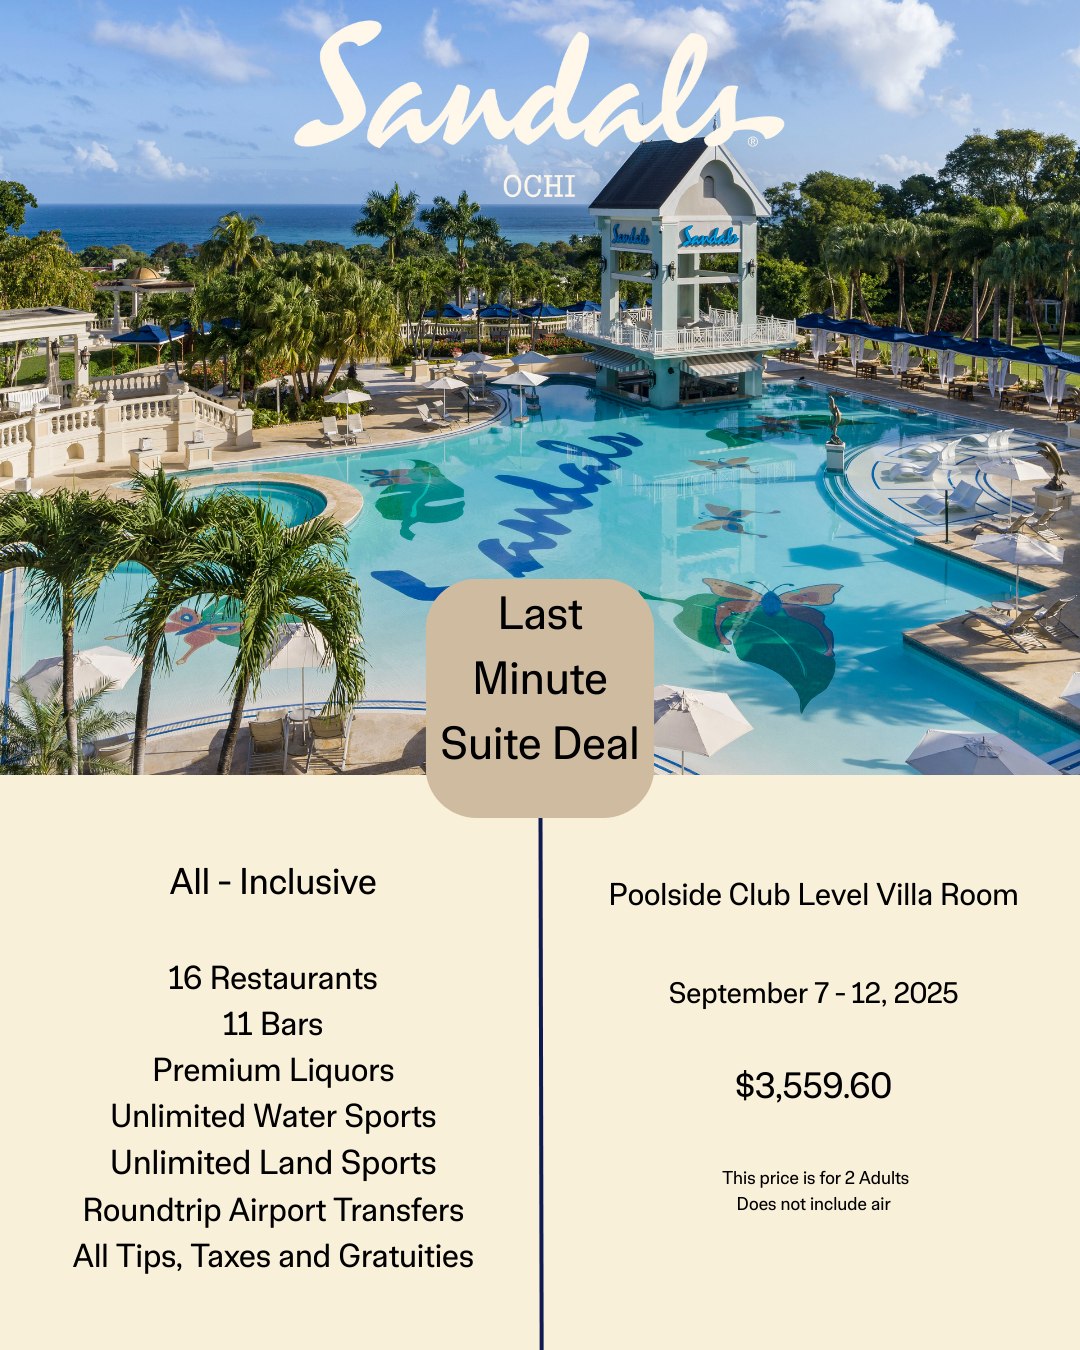 Sandals
®
OCHI
Sandals Sandals
Sandals
Last
Minute
Suite Deal
All - Inclusive
16 Restaurants
11 Bars
Premium Liquors
Unlimited Water Sports
Unlimited Land Sports
Roundtrip Airport Transfers
All Tips, Taxes and Gratuities
Poolside Club Level Villa Room
September 7 - 12, 2025
$3,559.60
This price is for 2 Adults
Does not include air